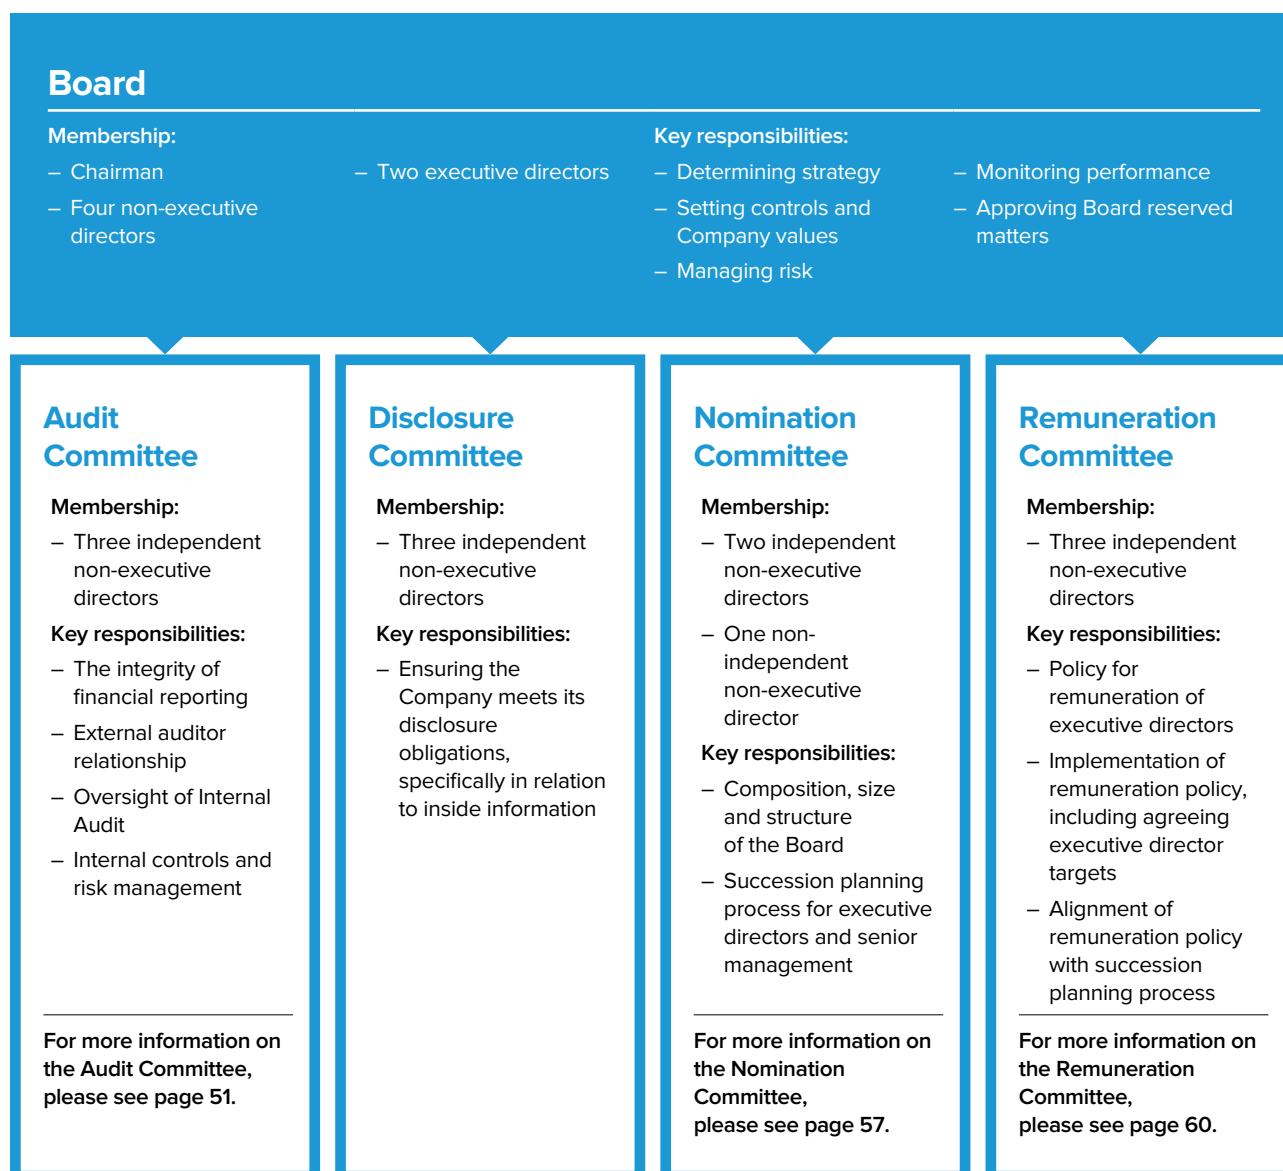 Board
Membership:
– Chairman
– Four non-executive
directors
– Two executive directors
Key responsibilities:
– Determining strategy
– Setting controls and
Company values
– Managing risk
– Monitoring performance
– Approving Board reserved
matters
Audit
Committee
Membership:
– Three independent
non-executive
directors
Key responsibilities:
– The integrity of
financial reporting
– External auditor
relationship
– Oversight of Internal
Audit
– Internal controls and
risk management
For more information on
the Audit Committee,
please see page 51.
Disclosure
Committee
Membership:
– Three independent
non-executive
directors
Key responsibilities:
– Ensuring the
Company meets its
disclosure
obligations,
specifically in relation
to inside information
Nomination
Committee
Membership:
– Two independent
non-executive
directors
– One non-
independent
non-executive
director
Key responsibilities:
– Composition, size
and structure
of the Board
– Succession planning
process for executive
directors and senior
management
For more information on
the Nomination
Committee,
please see page 57.
Remuneration
Committee
Membership:
– Three independent
non-executive
directors
Key responsibilities:
– Policy for
remuneration of
executive directors
– Implementation of
remuneration policy,
including agreeing
executive director
targets
– Alignment of
remuneration policy
with succession
planning process
For more information on
the Remuneration
Committee,
please see page 60.